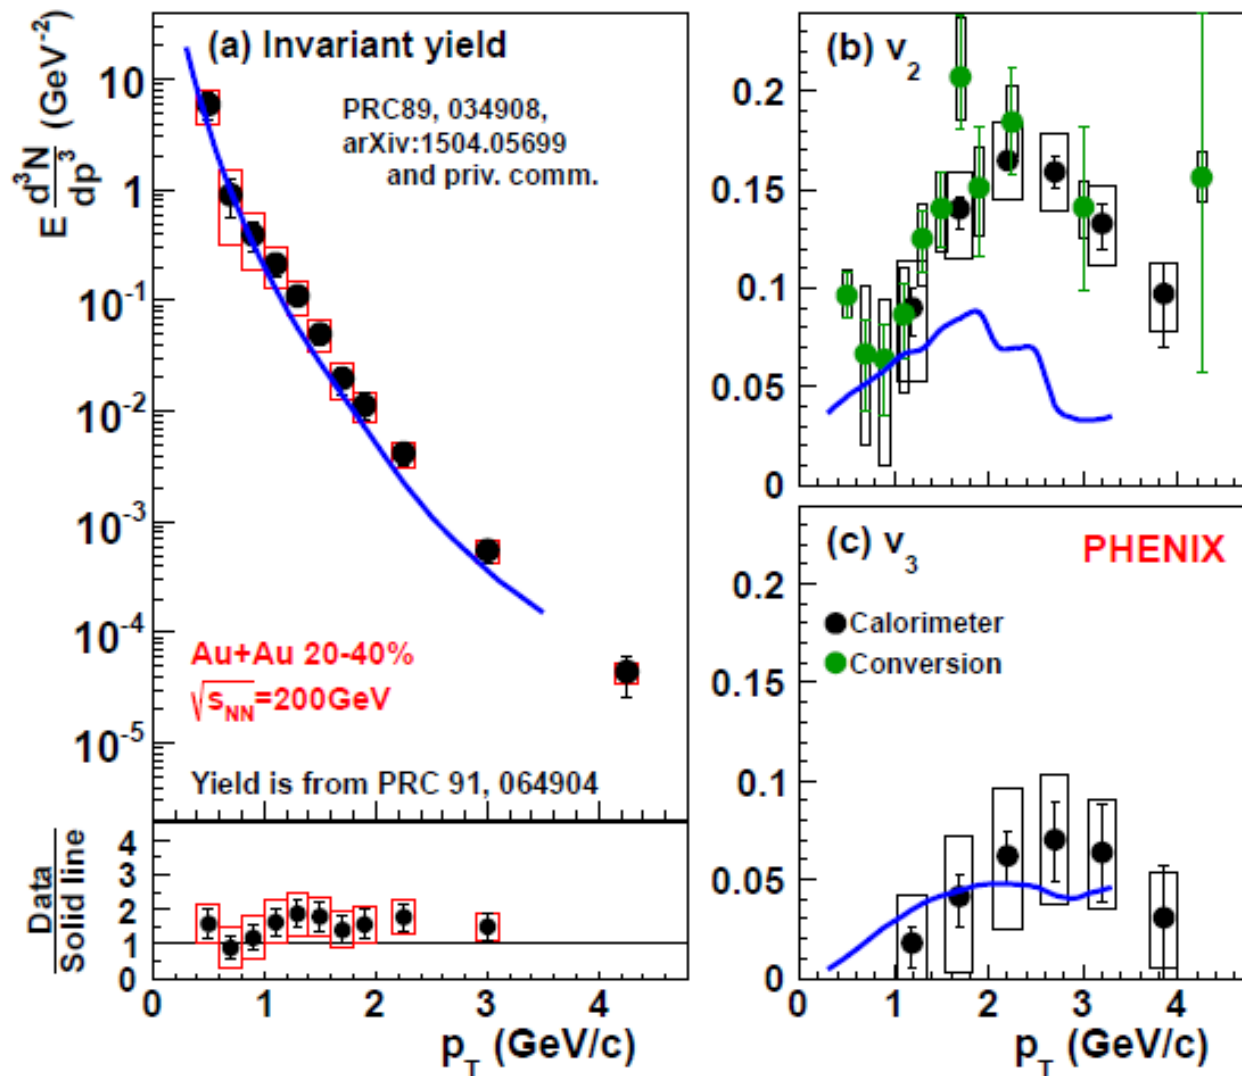 (a) Invariant yield
PRC89, 034908,
arXiv:1504.05699
and priv. comm.
E d³N/dp³ (GeV⁻²)
10
1
10⁻¹
10⁻²
10⁻³
10⁻⁴
10⁻⁵
Au+Au 20-40%
√s_NN=200GeV
Yield is from PRC 91, 064904
Data
Solid line
4
3
2
1
0
0 1 2 3 4
p_T (GeV/c)
(b) v₂
0.2
0.15
0.1
0.05
0
(c) v₃
PHENIX
0.2
Calorimeter
Conversion
0.15
0.1
0.05
0
0 1 2 3 4
p_T (GeV/c)